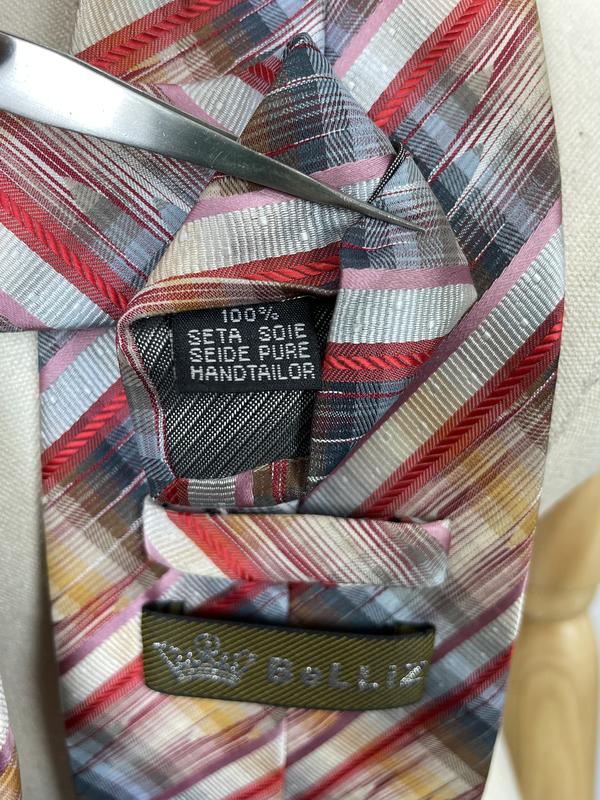 100%
SETA SOIE
SEIDE PURE
HANDTAILOR
BeLLiZ